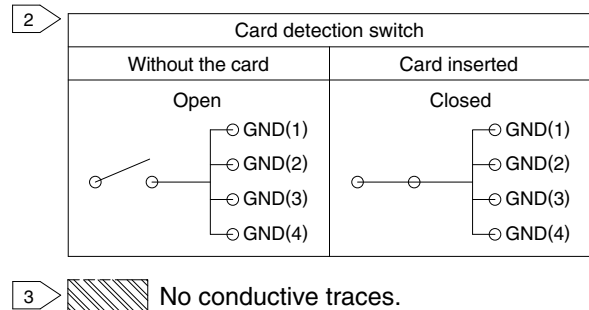 2
Card detection switch
Without the card
Card inserted
Open
Closed
GND(1)
GND(2)
GND(3)
GND(4)
GND(1)
GND(2)
GND(3)
GND(4)
3
No conductive traces.